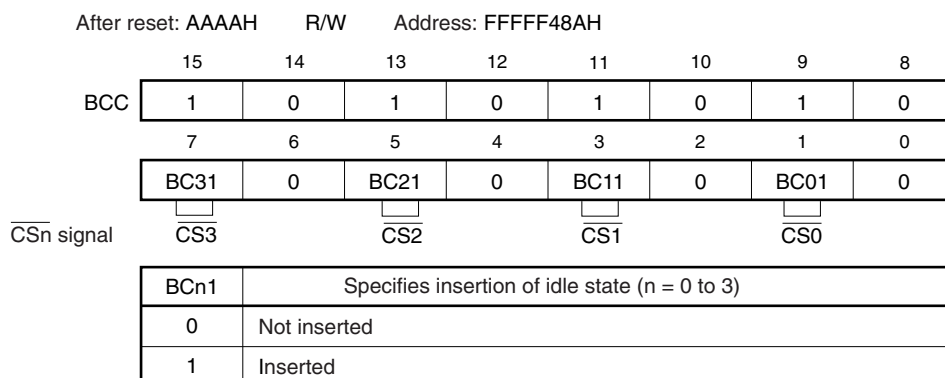 After reset: AAAAH R/W Address: FFFFF48AH
15 14 13 12 11 10 9 8
BCC 1 0 1 0 1 0 1 0
7 6 5 4 3 2 1 0
BC31 0 BC21 0 BC11 0 BC01 0
CSn signal CS3 CS2 CS1 CS0
BCn1 Specifies insertion of idle state (n = 0 to 3)
0 Not inserted
1 Inserted